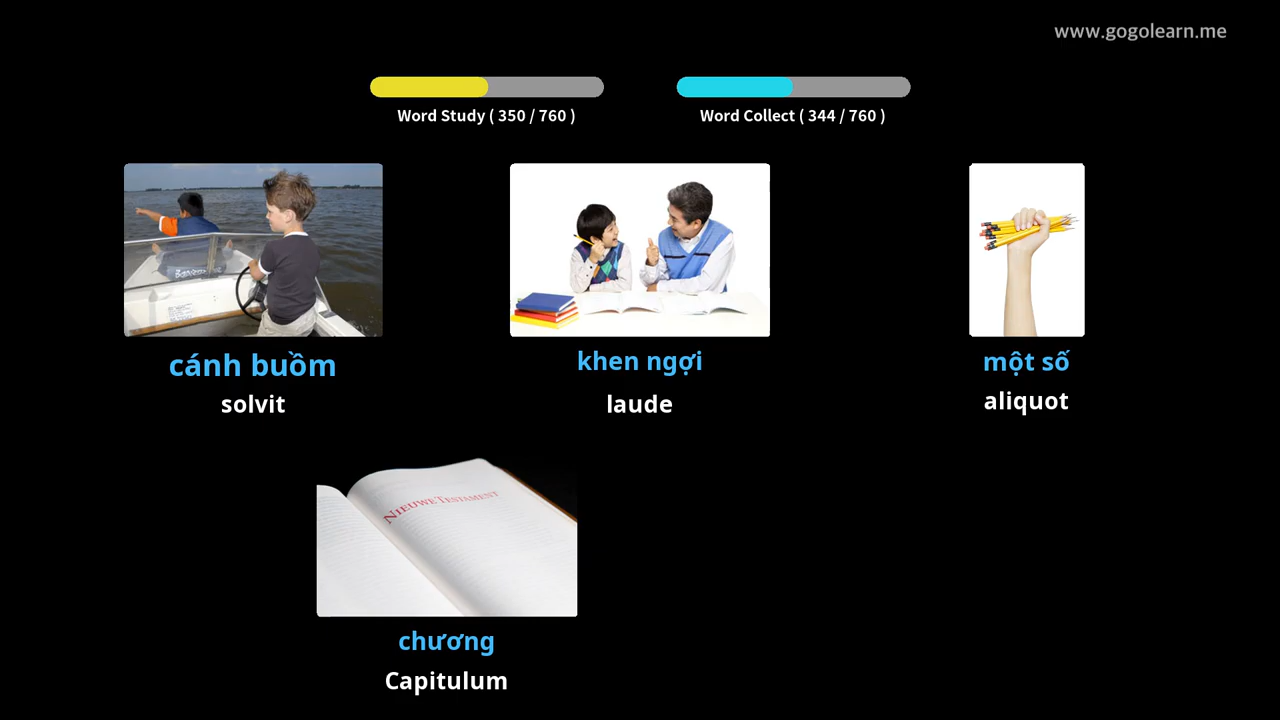 www.gogolearn.me
Word Study ( 350 / 760 )
Word Collect ( 344 / 760 )
cánh buồm
solvit
khen ngợi
laude
một số
aliquot
NIEUWE TESTAMENT
chương
Capitulum